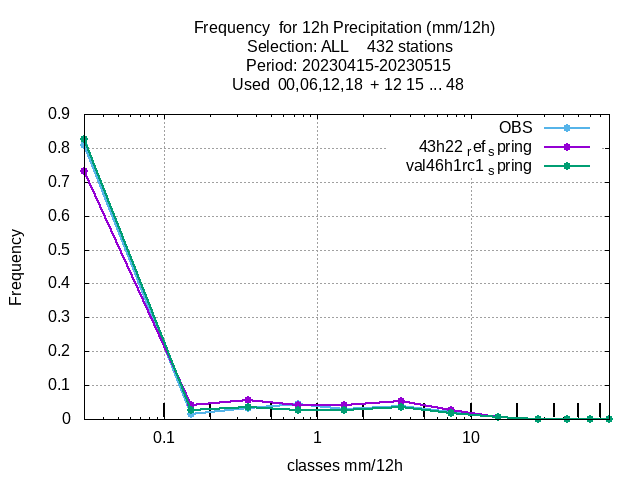 Frequency  for 12h Precipitation (mm/12h)
Selection: ALL    432 stations
Period: 20230415-20230515
Used  00,06,12,18  + 12 15 ... 48
OBS
43h22 ref spring
val46h1rc1 spring
0.9
0.8
0.7
0.6
0.5
0.4
0.3
0.2
0.1
0
Frequency
0.1 1 10
classes mm/12h